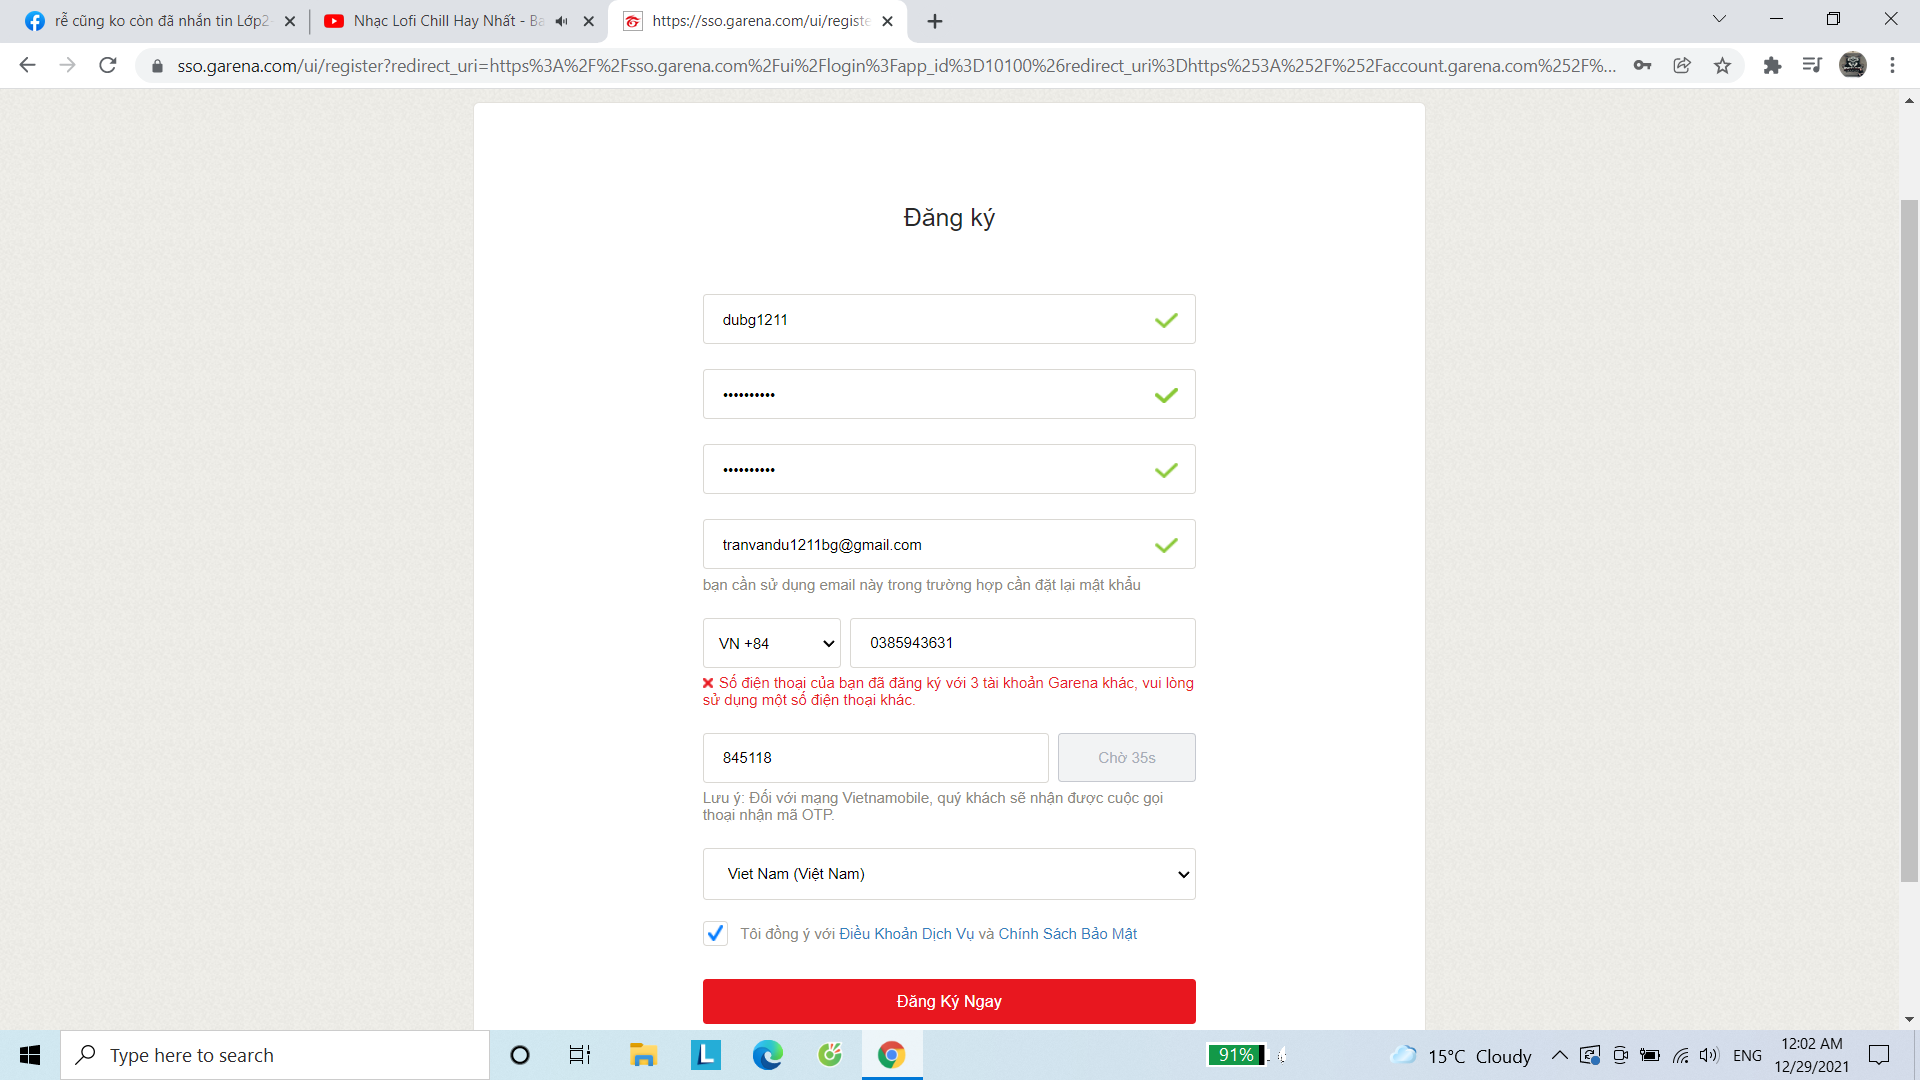 rễ cũng ko còn đã nhắn tin Lớp2
Nhạc Lofi Chill Hay Nhất - Ba
https://sso.garena.com/ui/registe
sso.garena.com/ui/register?redirect_uri=https%3A%2F%2Fsso.garena.com%2Fui%2Flogin%3Fapp_id%3D10100%26redirect_uri%3Dhttps%253A%252F%252Faccount.garena.com%252F%...
Đăng ký
dubg1211
••••••••••
••••••••••
tranvandu1211bg@gmail.com
bạn cần sử dụng email này trong trường hợp cần đặt lại mật khẩu
VN +84
0385943631
Số điện thoại của bạn đã đăng ký với 3 tài khoản Garena khác, vui lòng
sử dụng một số điện thoại khác.
845118
Chờ 35s
Lưu ý: Đối với mạng Vietnamobile, quý khách sẽ nhận được cuộc gọi
thoại nhận mã OTP.
Viet Nam (Việt Nam)
Tôi đồng ý với Điều Khoản Dịch Vụ và Chính Sách Bảo Mật
Đăng Ký Ngay
Type here to search
91%
15°C Cloudy
ENG
12:02 AM
12/29/2021